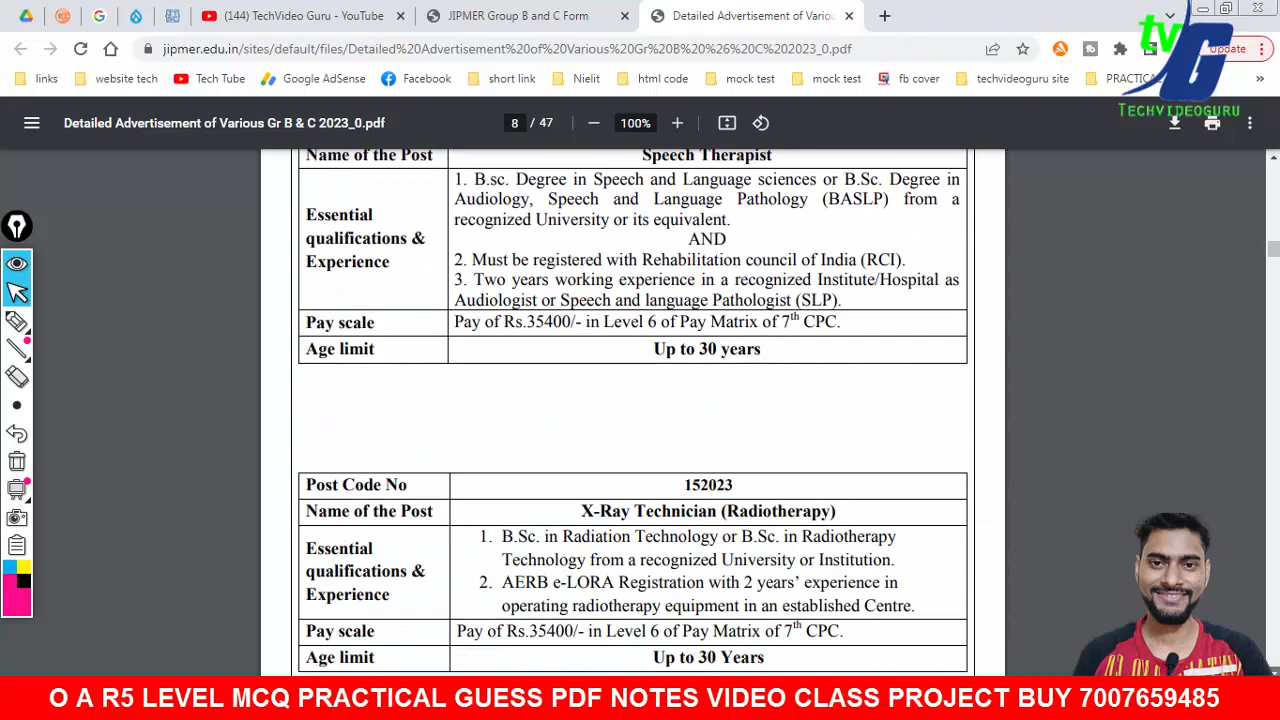 (144) TechVideo Guru - YouTube
JIPMER Group B and C Form
Detailed Advertisement of Variou
jipmer.edu.in/sites/default/files/Detailed%20Advertisement%20of%20Various%20Gr%20B%20%26%20C%202023_0.pdf
Update
links
website tech
Tech Tube
Google AdSense
Facebook
short link
Nielit
html code
mock test
mock test
fb cover
techvideoguru site
PRACTICAL
tvG
TECHVIDEOGURU
Detailed Advertisement of Various Gr B & C 2023_0.pdf
8 / 47
100%
Name of the Post
Speech Therapist
Essential
qualifications &
Experience
1. B.sc. Degree in Speech and Language sciences or B.Sc. Degree in
Audiology, Speech and Language Pathology (BASLP) from a
recognized University or its equivalent.
AND
2. Must be registered with Rehabilitation council of India (RCI).
3. Two years working experience in a recognized Institute/Hospital as
Audiologist or Speech and language Pathologist (SLP).
Pay scale
Pay of Rs.35400/- in Level 6 of Pay Matrix of 7th CPC.
Age limit
Up to 30 years
Post Code No
152023
Name of the Post
X-Ray Technician (Radiotherapy)
Essential
qualifications &
Experience
1. B.Sc. in Radiation Technology or B.Sc. in Radiotherapy
Technology from a recognized University or Institution.
2. AERB e-LORA Registration with 2 years’ experience in
operating radiotherapy equipment in an established Centre.
Pay scale
Pay of Rs.35400/- in Level 6 of Pay Matrix of 7th CPC.
Age limit
Up to 30 Years
O A R5 LEVEL MCQ PRACTICAL GUESS PDF NOTES VIDEO CLASS PROJECT BUY 7007659485